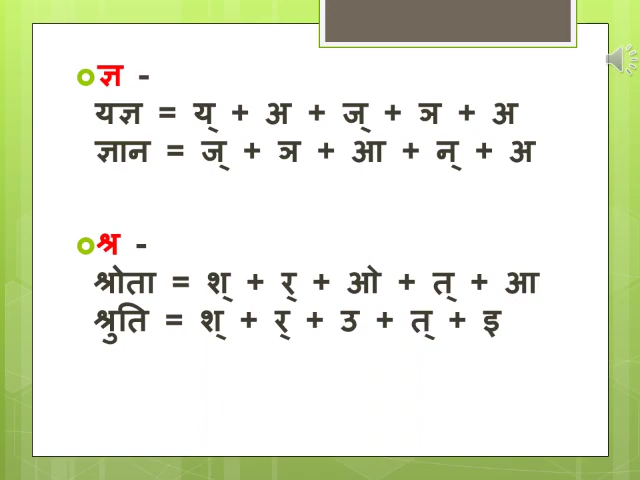 ज्ञ -
यज्ञ = य् + अ + ज् + ञ + अ
ज्ञान = ज् + ञ + आ + न् + अ
श्र -
श्रोता = श् + र् + ओ + त् + आ
श्रुति = श् + र् + उ + त् + इ